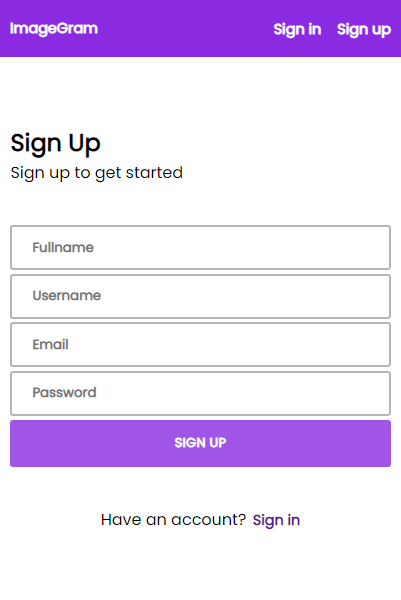 ImageGram Sign in Sign up
Sign Up
Sign up to get started
Fullname
Username
Email
Password
SIGN UP
Have an account? Sign in